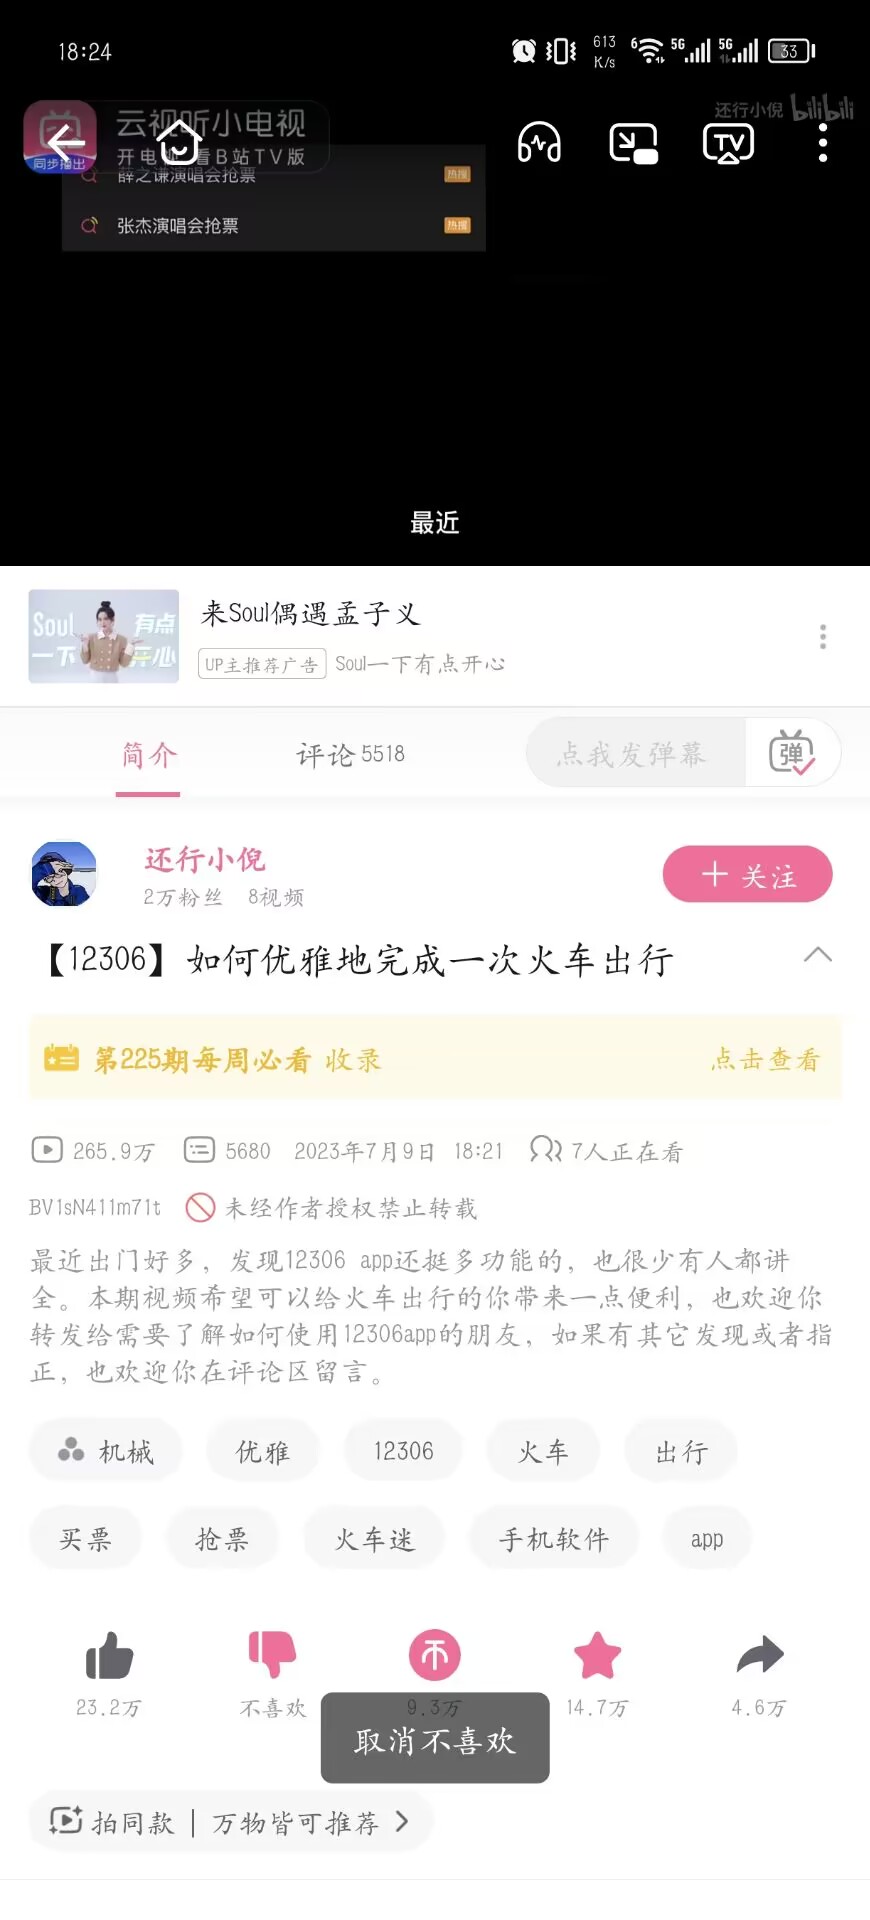 18:24
613
K/s
6
5G
5G
33
云视听小电视
开电视看B站TV版
同步播出
还行小倪 bilibili
TV
薛之谦演唱会抢票
热搜
张杰演唱会抢票
热搜
最近
Soul 有点
一下 开心
来Soul偶遇孟子义
UP主推荐广告 Soul一下有点开心
简介 评论 5518 点我发弹幕 弹
还行小倪
2万粉丝 8视频
+ 关注
【12306】如何优雅地完成一次火车出行
第225期每周必看 收录 点击查看
265.9万 5680 2023年7月9日 18:21 7人正在看
BV1sN411m71t 未经作者授权禁止转载
最近出门好多，发现12306 app还挺多功能的，也很少有人都讲
全。本期视频希望可以给火车出行的你带来一点便利，也欢迎你
转发给需要了解如何使用12306app的朋友，如果有其它发现或者指
正，也欢迎你在评论区留言。
机械 优雅 12306 火车 出行
买票 抢票 火车迷 手机软件 app
23.2万 不喜欢 9.3万 14.7万 4.6万
取消不喜欢
拍同款 | 万物皆可推荐